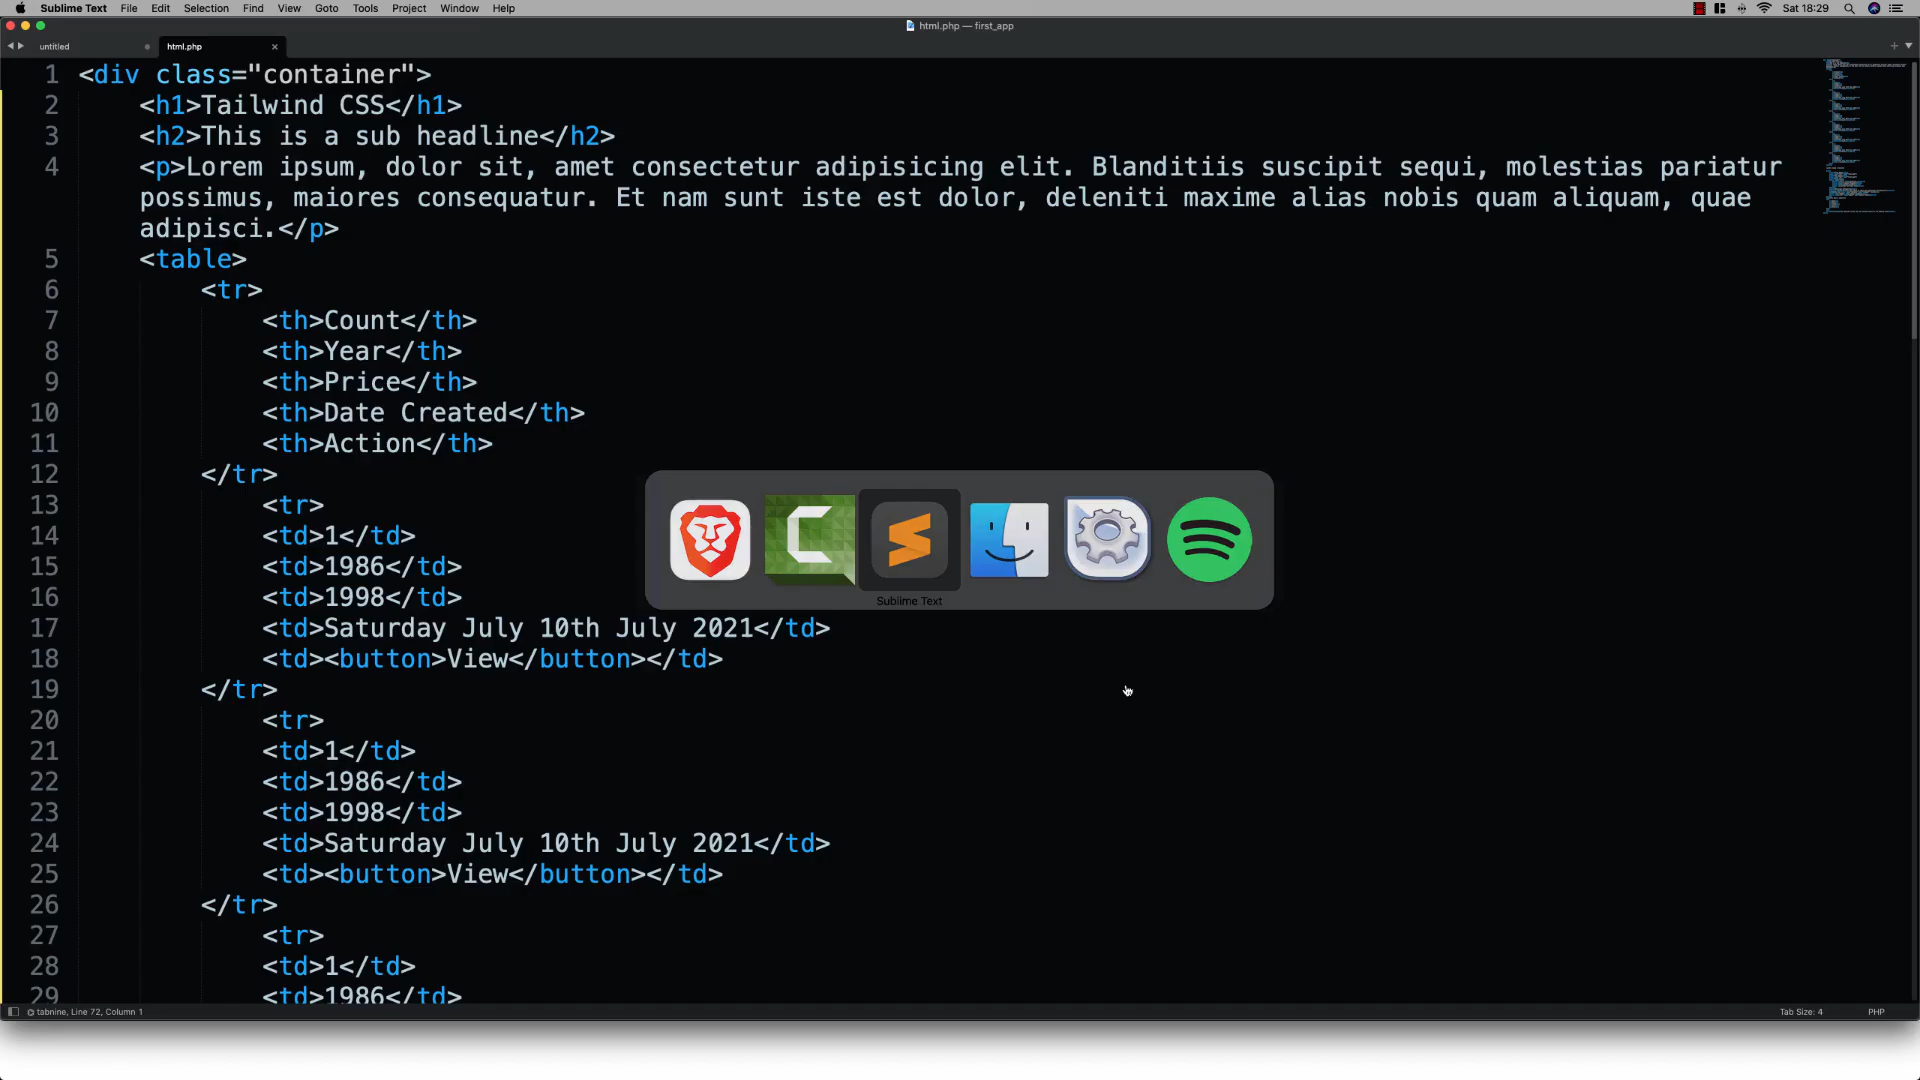 Sublime Text File Edit Selection Find View Goto Tools Project Window Help Sat 18:29
html.php — first_app
untitled html.php
1 <div class="container">
2 <h1>Tailwind CSS</h1>
3 <h2>This is a sub headline</h2>
4 <p>Lorem ipsum, dolor sit, amet consectetur adipisicing elit. Blanditiis suscipit sequi, molestias pariatur
possimus, maiores consequatur. Et nam sunt iste est dolor, deleniti maxime alias nobis quam aliquam, quae
adipisci.</p>
5 <table>
6 <tr>
7 <th>Count</th>
8 <th>Year</th>
9 <th>Price</th>
10 <th>Date Created</th>
11 <th>Action</th>
12 </tr>
13 <tr>
14 <td>1</td>
15 <td>1986</td>
16 <td>1998</td>
Sublime Text
17 <td>Saturday July 10th July 2021</td>
18 <td><button>View</button></td>
19 </tr>
20 <tr>
21 <td>1</td>
22 <td>1986</td>
23 <td>1998</td>
24 <td>Saturday July 10th July 2021</td>
25 <td><button>View</button></td>
26 </tr>
27 <tr>
28 <td>1</td>
29 <td>1986</td>
tabnine, Line 72, Column 1 Tab Size: 4 PHP